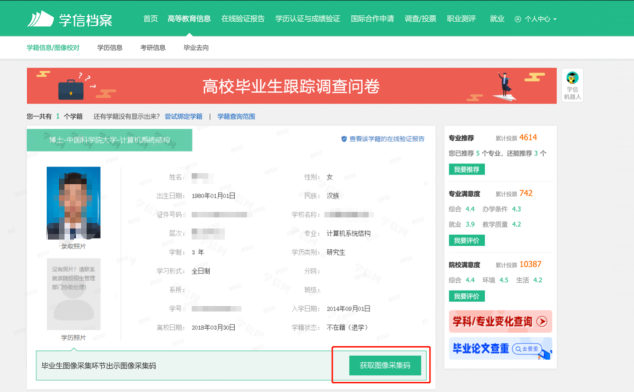 学信档案
首页 高等教育信息 在线验证报告 学历认证与成绩验证 国际合作申请 调查/投票 职业测评 就业 个人中心
学籍信息/图像校对 学历信息 考研信息 毕业去向
高校毕业生跟踪调查问卷
学信
机器人
您一共有 1 个学籍 还有学籍没有显示出来? 尝试绑定学籍 | 学籍查询范围
博士-中国科学院大学-计算机系统结构
查看该学籍的在线验证报告
录取照片
学历照片
姓名:
性别: 女
出生日期: 1980年01月01日
民族: 汉族
证件号码:
学校名称:
层次:
专业: 计算机系统结构
学制: 3 年
学历类别: 研究生
学习形式: 全日制
分院:
系所:
班级:
学号:
入学日期: 2014年09月01日
离校日期: 2018年03月30日
学籍状态: 不在籍(退学)
毕业生图像采集环节出示图像采集码
获取图像采集码
专业推荐 累计投票 4614
您已推荐 5 个专业, 还能推荐 3 个
我要推荐
专业满意度 累计投票 742
综合 4.4 办学条件 4.3
就业 3.9 教学质量 4.2
我要评价
院校满意度 累计投票 10387
综合 4.4 环境 4.5 生活 4.2
我要评价
学科/专业变化查询
毕业论文查重 去查重